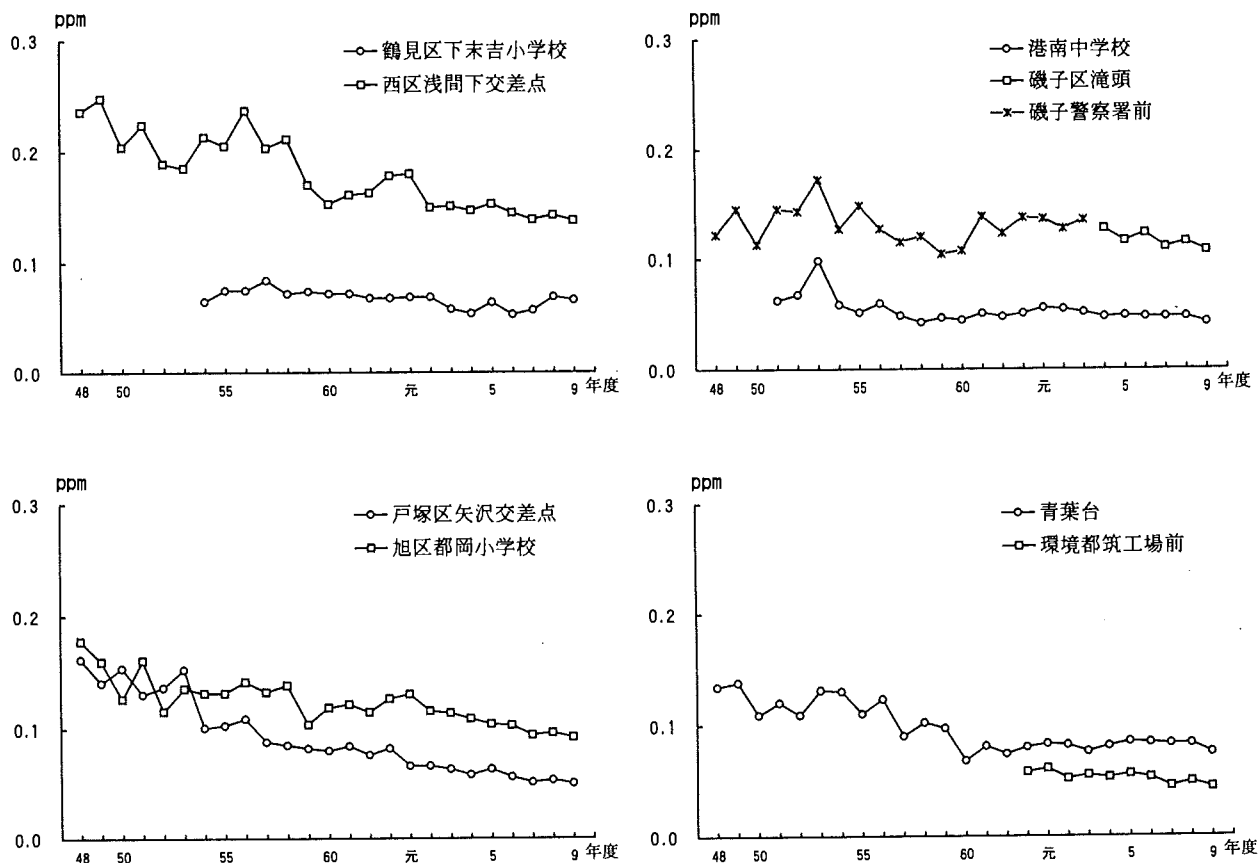 ppm
0.3
0.2
0.1
0.0
鶴見区下末吉小学校
西区浅間下交差点
48 50 55 60 元 5 9 年度
ppm
0.3
0.2
0.1
0.0
港南中学校
磯子区滝頭
磯子警察署前
48 50 55 60 元 5 9 年度
ppm
0.3
0.2
0.1
0.0
戸塚区矢沢交差点
旭区都岡小学校
48 50 55 60 元 5 9 年度
ppm
0.3
0.2
0.1
0.0
青葉台
環境都筑工場前
48 50 55 60 元 5 9 年度